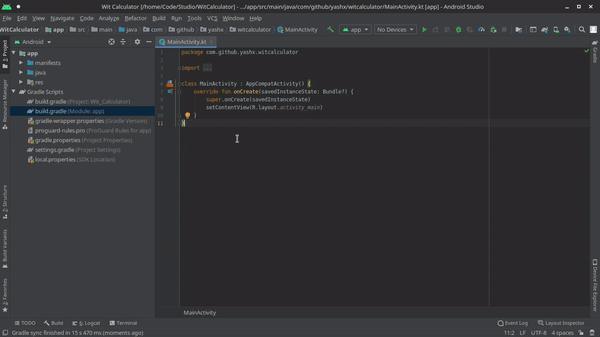 Wit Calculator [/home/Code/Studio/WitCalculator] - .../app/src/main/java/com/github/yashx/witcalculator/MainActivity.kt [app] - Android Studio
File Edit View Navigate Code Analyze Refactor Build Run Tools VCS Window Help
WitCalculator app src main java com github yashx witcalculator MainActivity app No Devices
Android
MainActivity.kt
app
manifests
java
res
Gradle Scripts
build.gradle (Project: Wit_Calculator)
build.gradle (Module: app)
gradle-wrapper.properties (Gradle Version)
proguard-rules.pro (ProGuard Rules for app)
gradle.properties (Project Properties)
settings.gradle (Project Settings)
local.properties (SDK Location)
1: Project
Resource Manager
7: Structure
Build Variants
2: Favorites
package com.github.yashx.witcalculator
import ...
class MainActivity : AppCompatActivity() {
override fun onCreate(savedInstanceState: Bundle?) {
super.onCreate(savedInstanceState)
setContentView(R.layout.activity_main)
}
}
Gradle
Device File Explorer
MainActivity
TODO Build 6: Logcat Terminal
Event Log Layout Inspector
Gradle sync finished in 15 s 470 ms (moments ago)
11:2 LF UTF-8 4 spaces